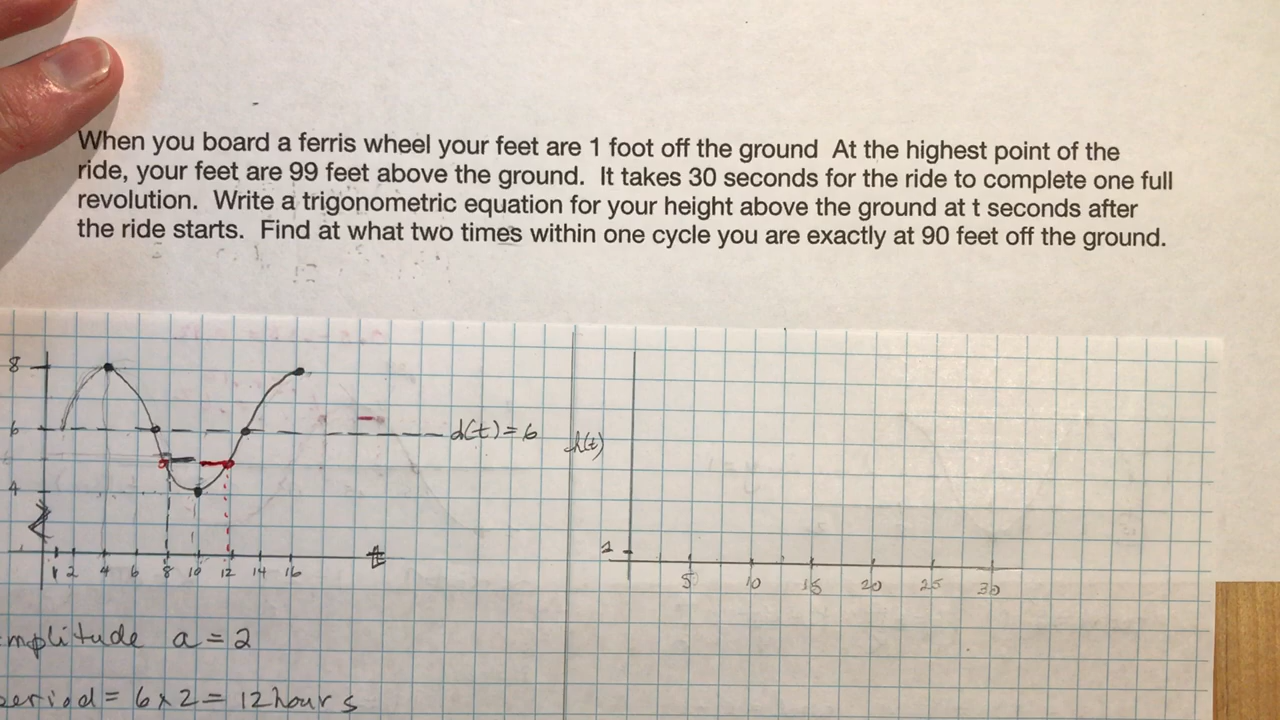 When you board a ferris wheel your feet are 1 foot off the ground At the highest point of the
ride, your feet are 99 feet above the ground. It takes 30 seconds for the ride to complete one full
revolution. Write a trigonometric equation for your height above the ground at t seconds after
the ride starts. Find at what two times within one cycle you are exactly at 90 feet off the ground.
8
6
d(t)=6
4
t
1 2 4 6 8 10 12 14 16
h(t)
1
5 10 15 20 25 30
mplitude a = 2
period = 6 x 2 = 12 hours